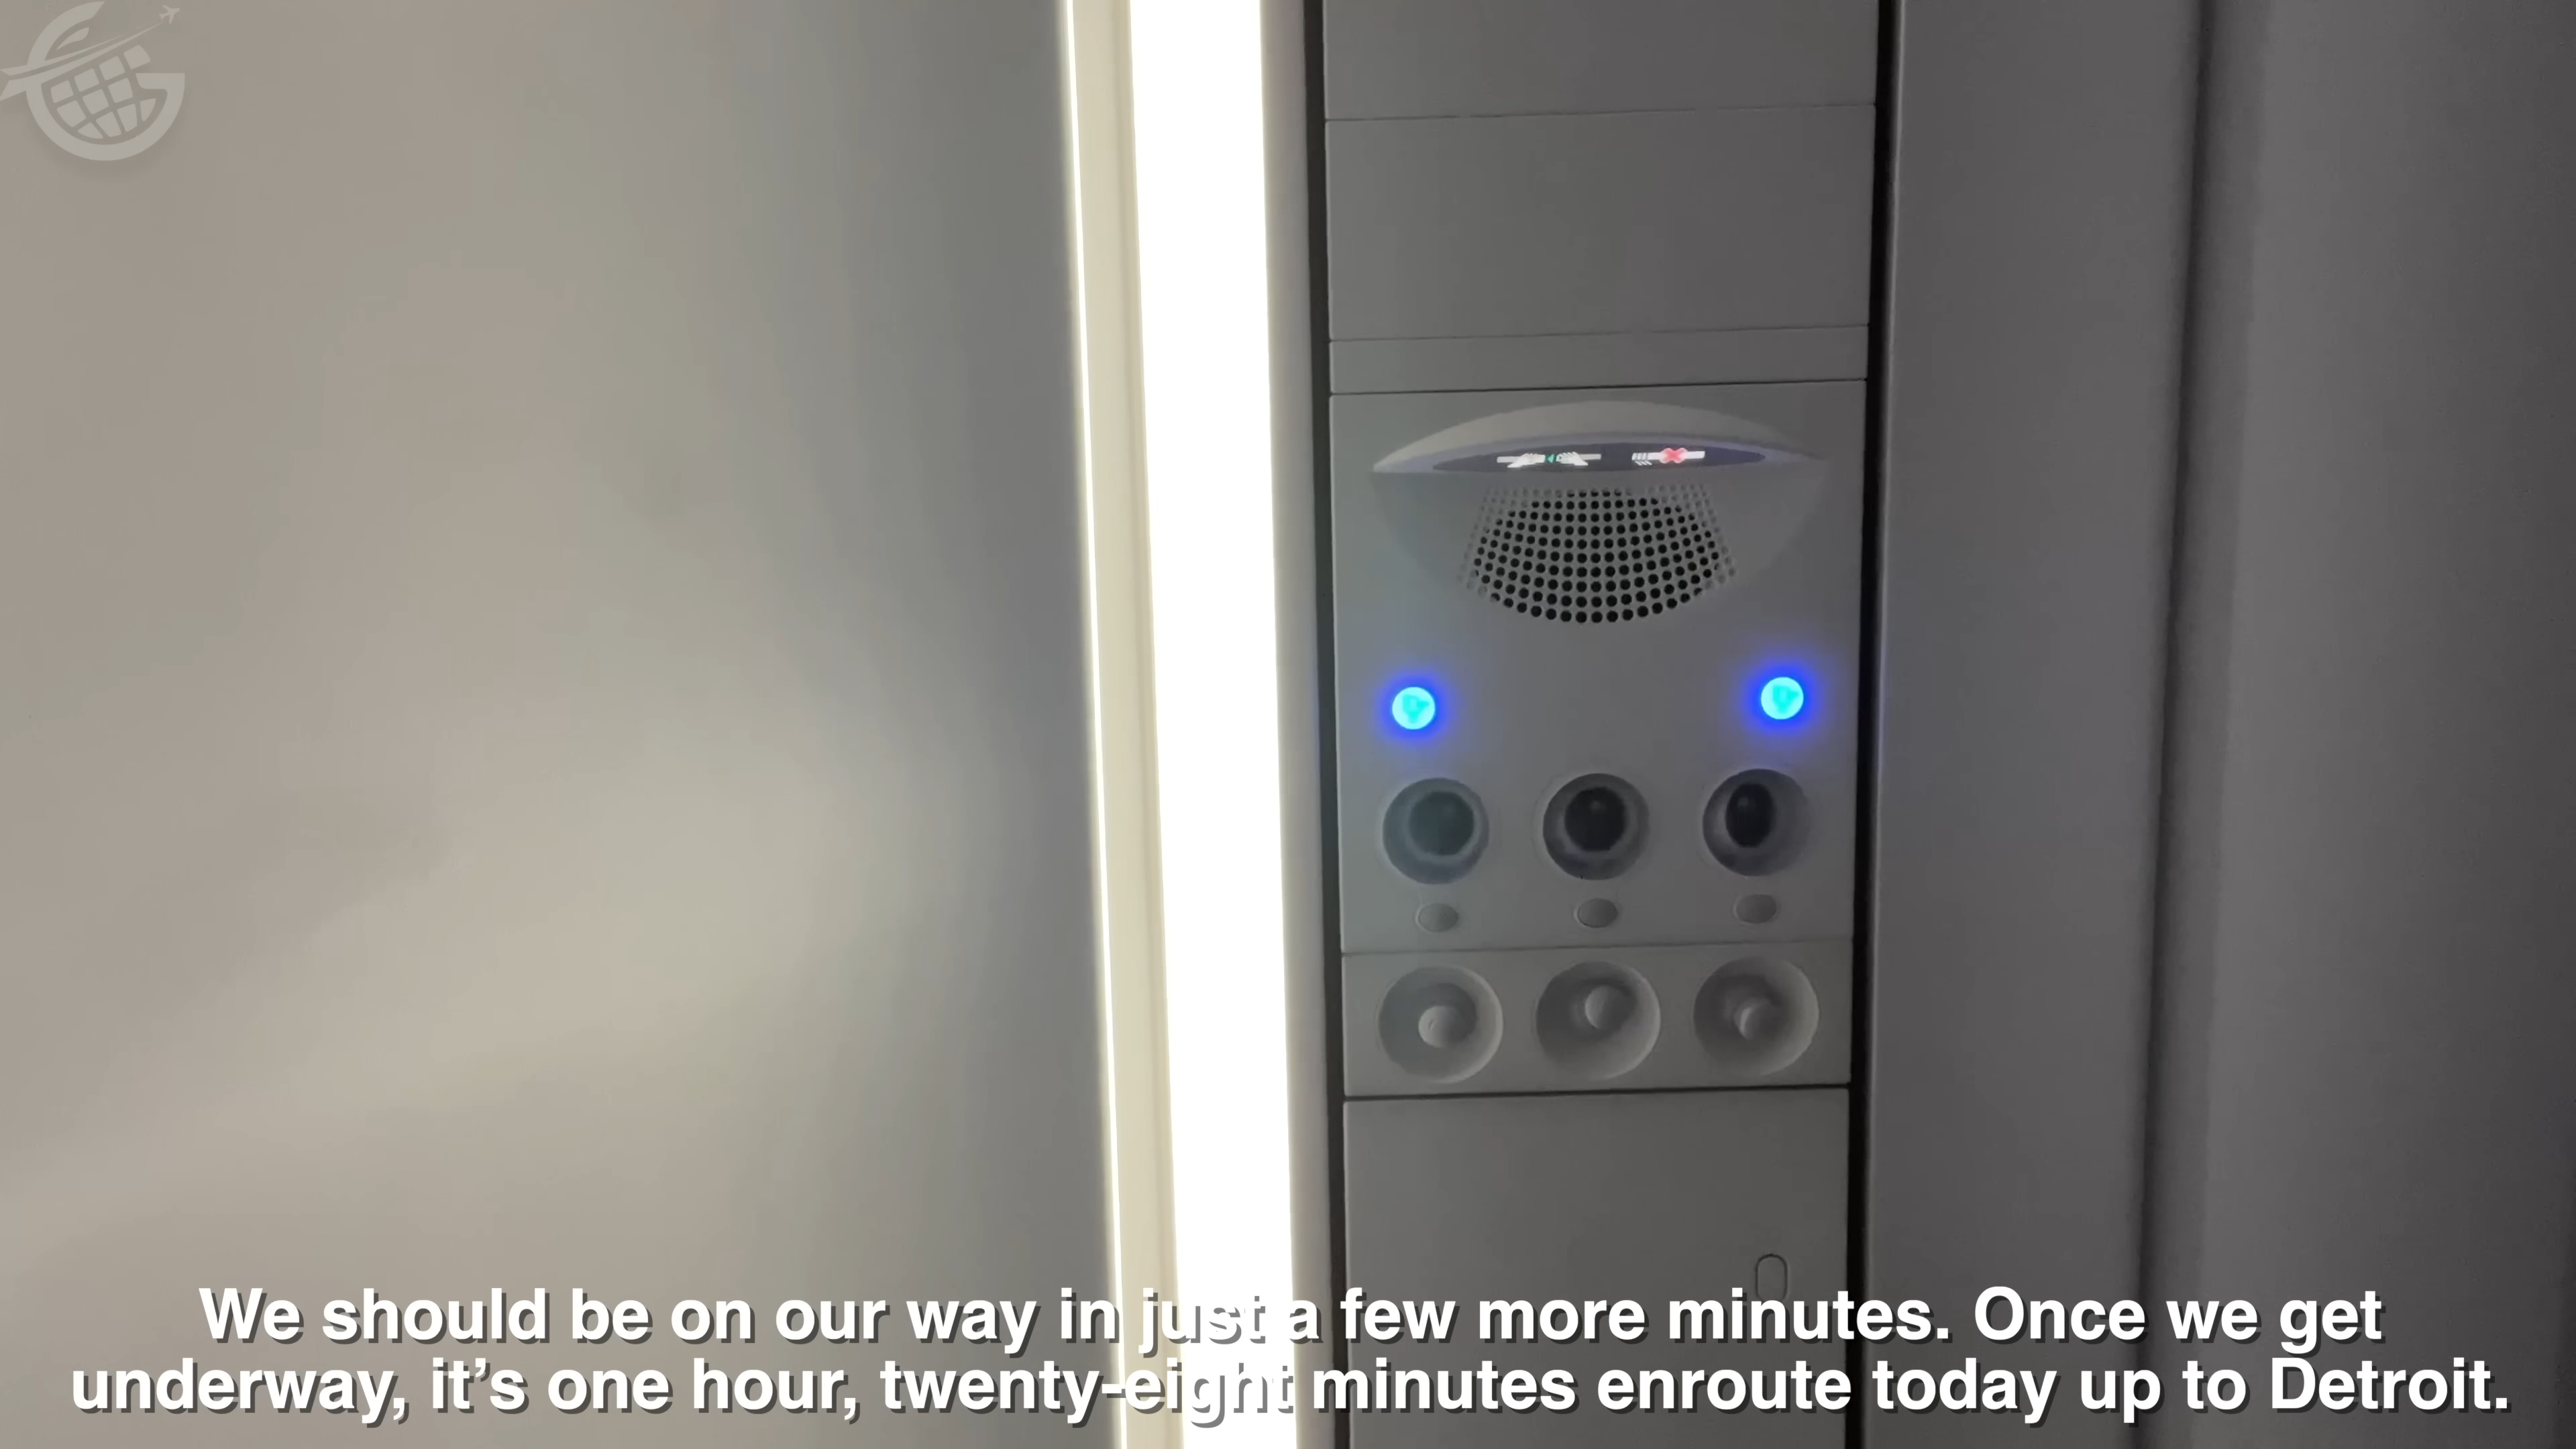 We should be on our way in just a few more minutes. Once we get
underway, it’s one hour, twenty-eight minutes enroute today up to Detroit.